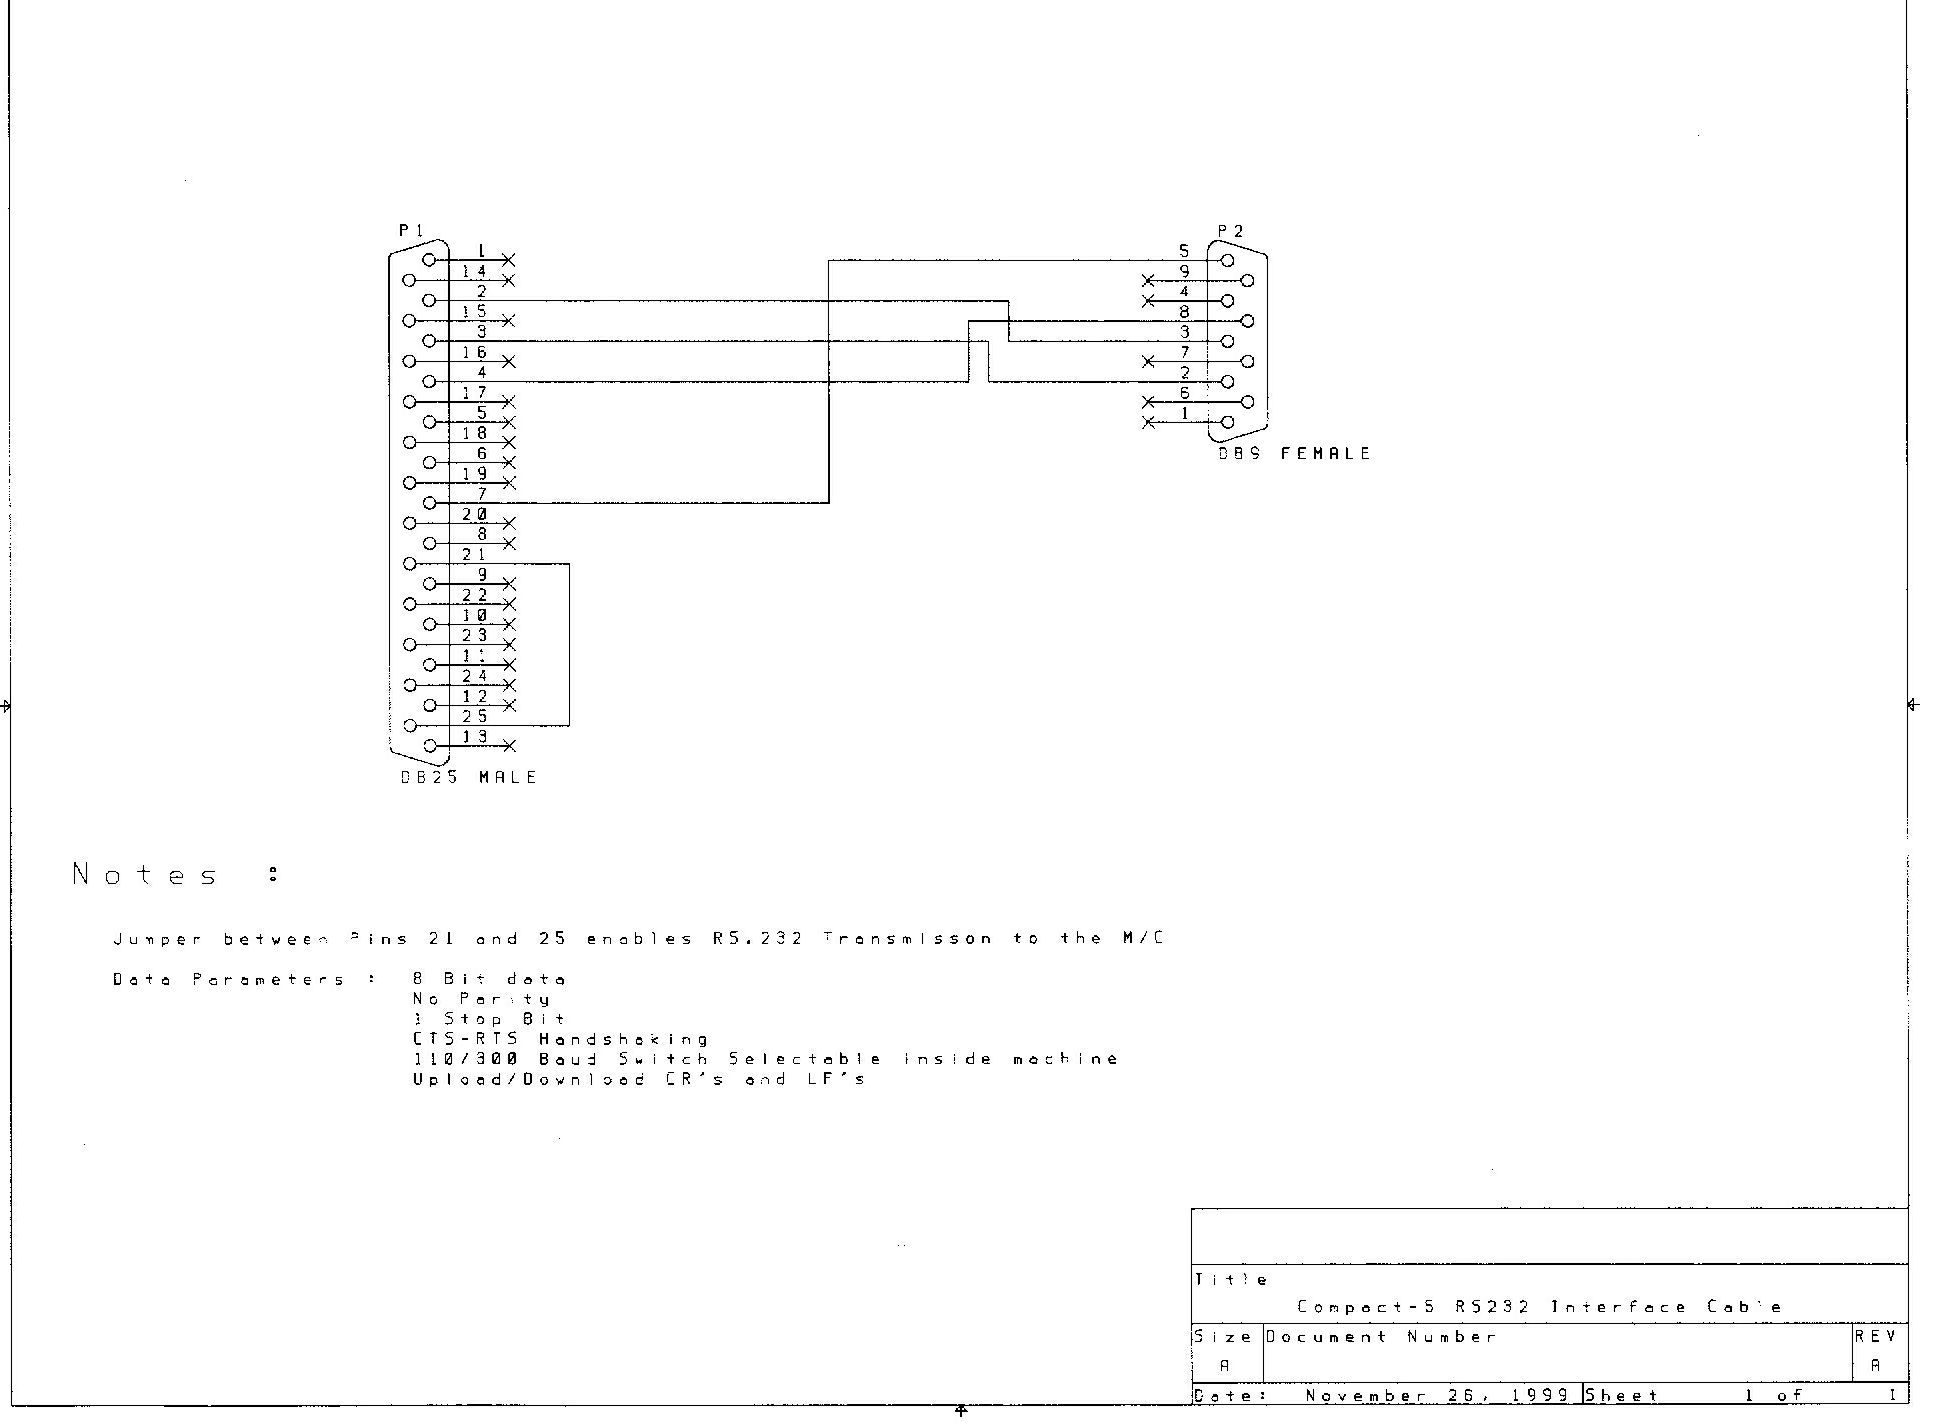 P1
P2
1
14
2
15
3
16
4
17
5
18
6
19
7
20
8
21
9
22
10
23
11
24
12
25
13
DB25 MALE
5
9
4
8
3
7
2
6
1
DB9 FEMALE
Notes :
Jumper between Pins 21 and 25 enables RS.232 Transmisson to the M/C
Data Parameters : 8 Bit data
No Parity
1 Stop Bit
CTS-RTS Handshaking
110/300 Baud Switch Selectable inside machine
Upload/Download CR's and LF's
Title
Compact-5 RS232 Interface Cable
Size Document Number REV
A A
Date: November 26, 1999 Sheet 1 of 1